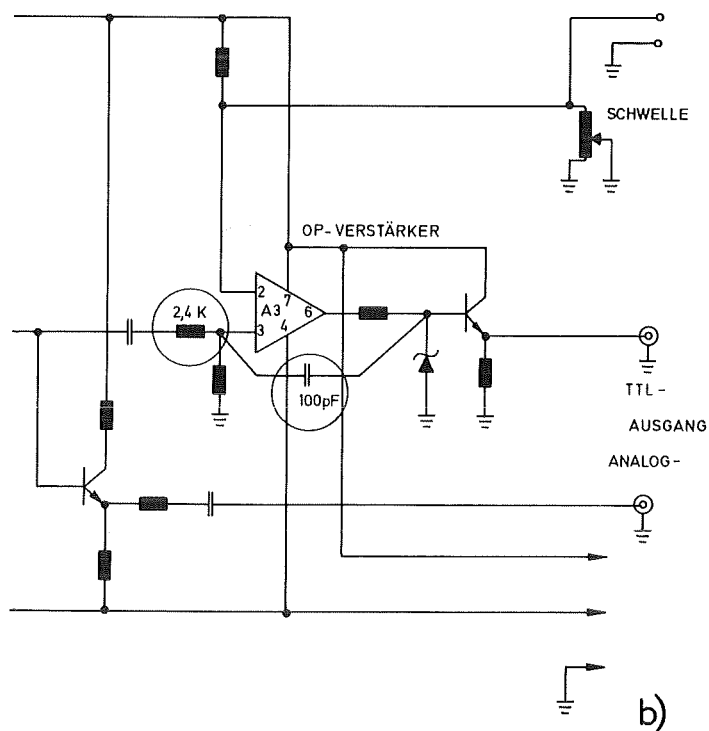 SCHWELLE
OP-VERSTÄRKER
2
7
A3
6
2,4 K
3
4
100pF
TTL-
AUSGANG
ANALOG-
b)